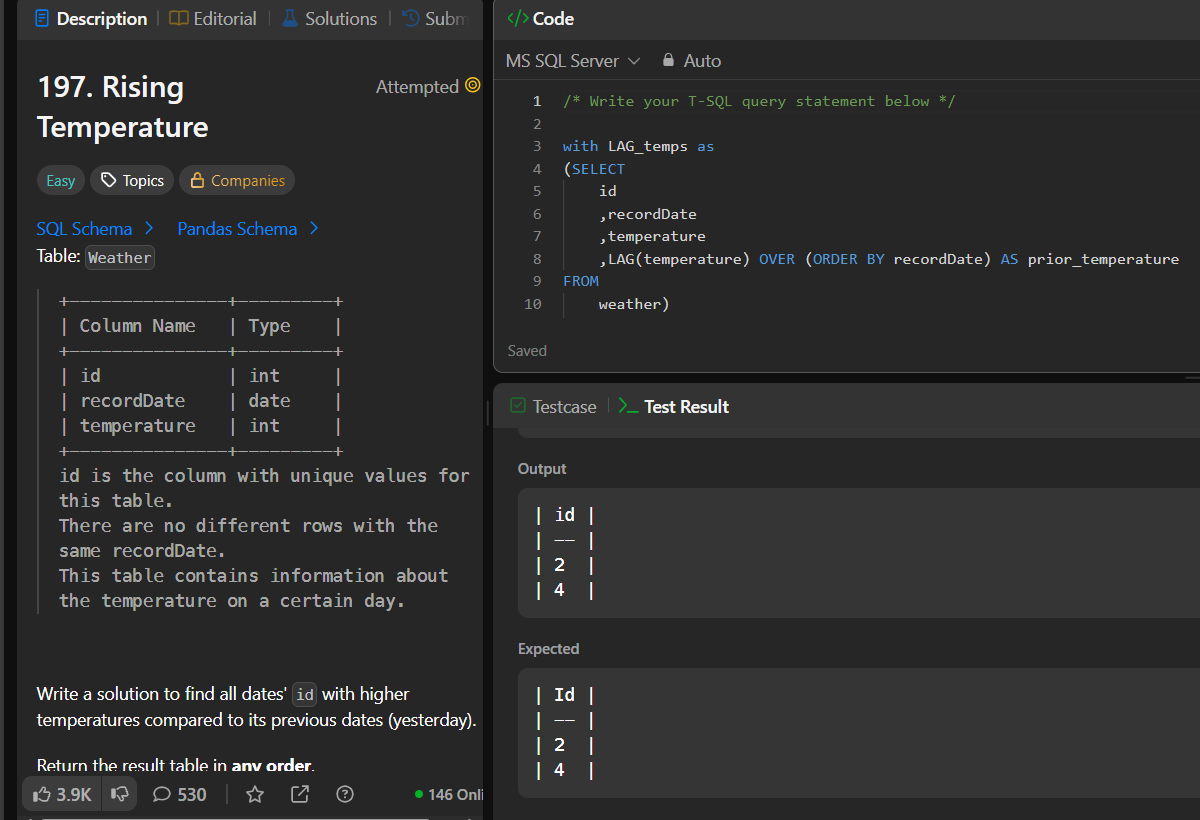 Description | Editorial | Solutions | Subm
197. Rising
Temperature
Attempted
Easy Topics Companies
SQL Schema > Pandas Schema >
Table: Weather
+----------------+---------+
| Column Name | Type |
+----------------+---------+
| id | int |
| recordDate | date |
| temperature | int |
+----------------+---------+
id is the column with unique values for
this table.
There are no different rows with the
same recordDate.
This table contains information about
the temperature on a certain day.
Write a solution to find all dates' id with higher
temperatures compared to its previous dates (yesterday).
Return the result table in any order.
3.9K 530 146 Onli
</> Code
MS SQL Server Auto
1 /* Write your T-SQL query statement below */
2
3 with LAG_temps as
4 (SELECT
5 id
6 ,recordDate
7 ,temperature
8 ,LAG(temperature) OVER (ORDER BY recordDate) AS prior_temperature
9 FROM
10 weather)
Saved
Testcase | >_ Test Result
Output
| id |
| -- |
| 2 |
| 4 |
Expected
| Id |
| -- |
| 2 |
| 4 |